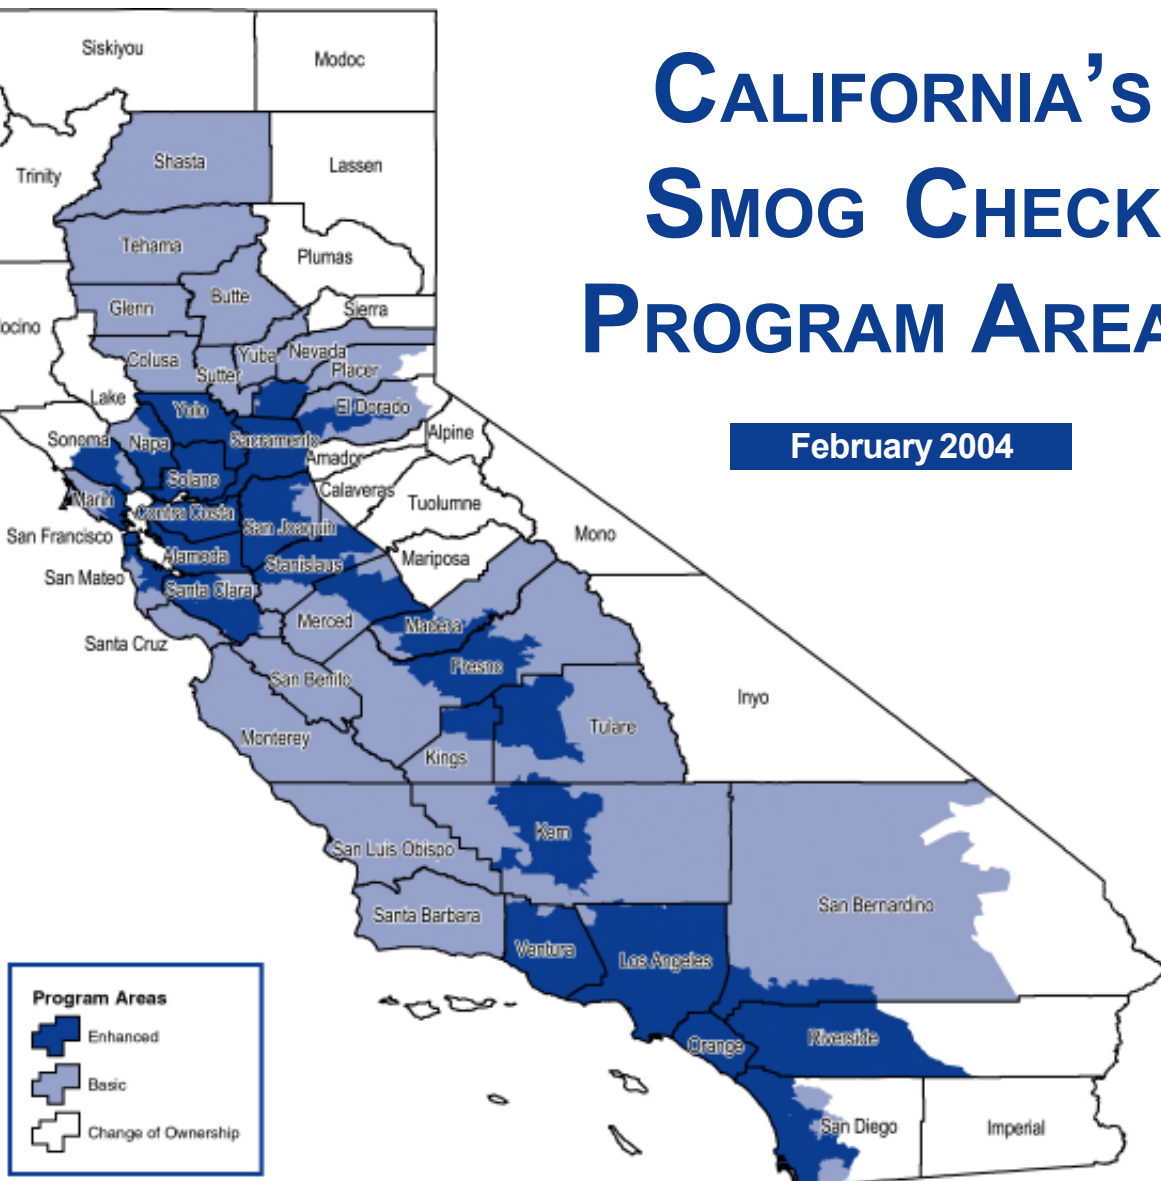 CALIFORNIA'S
SMOG CHECK
PROGRAM AREA
February 2004
Siskiyou
Modoc
Trinity
Shasta
Lassen
Tehama
Plumas
Glenn
Butte
Sierra
ocino
Colusa
Yuba
Nevada
Sutter
Placer
Lake
Yolo
El Dorado
Sonoma
Napa
Sacramento
Alpine
Amador
Solano
Calaveras
Marin
Contra Costa
Tuolumne
San Joaquin
San Francisco
Mono
Alameda
Stanislaus
Mariposa
San Mateo
Santa Clara
Merced
Madera
Santa Cruz
Fresno
San Benito
Inyo
Monterey
Tulare
Kings
Kern
San Luis Obispo
San Bernardino
Santa Barbara
Ventura
Los Angeles
Orange
Riverside
San Diego
Imperial
Program Areas
Enhanced
Basic
Change of Ownership